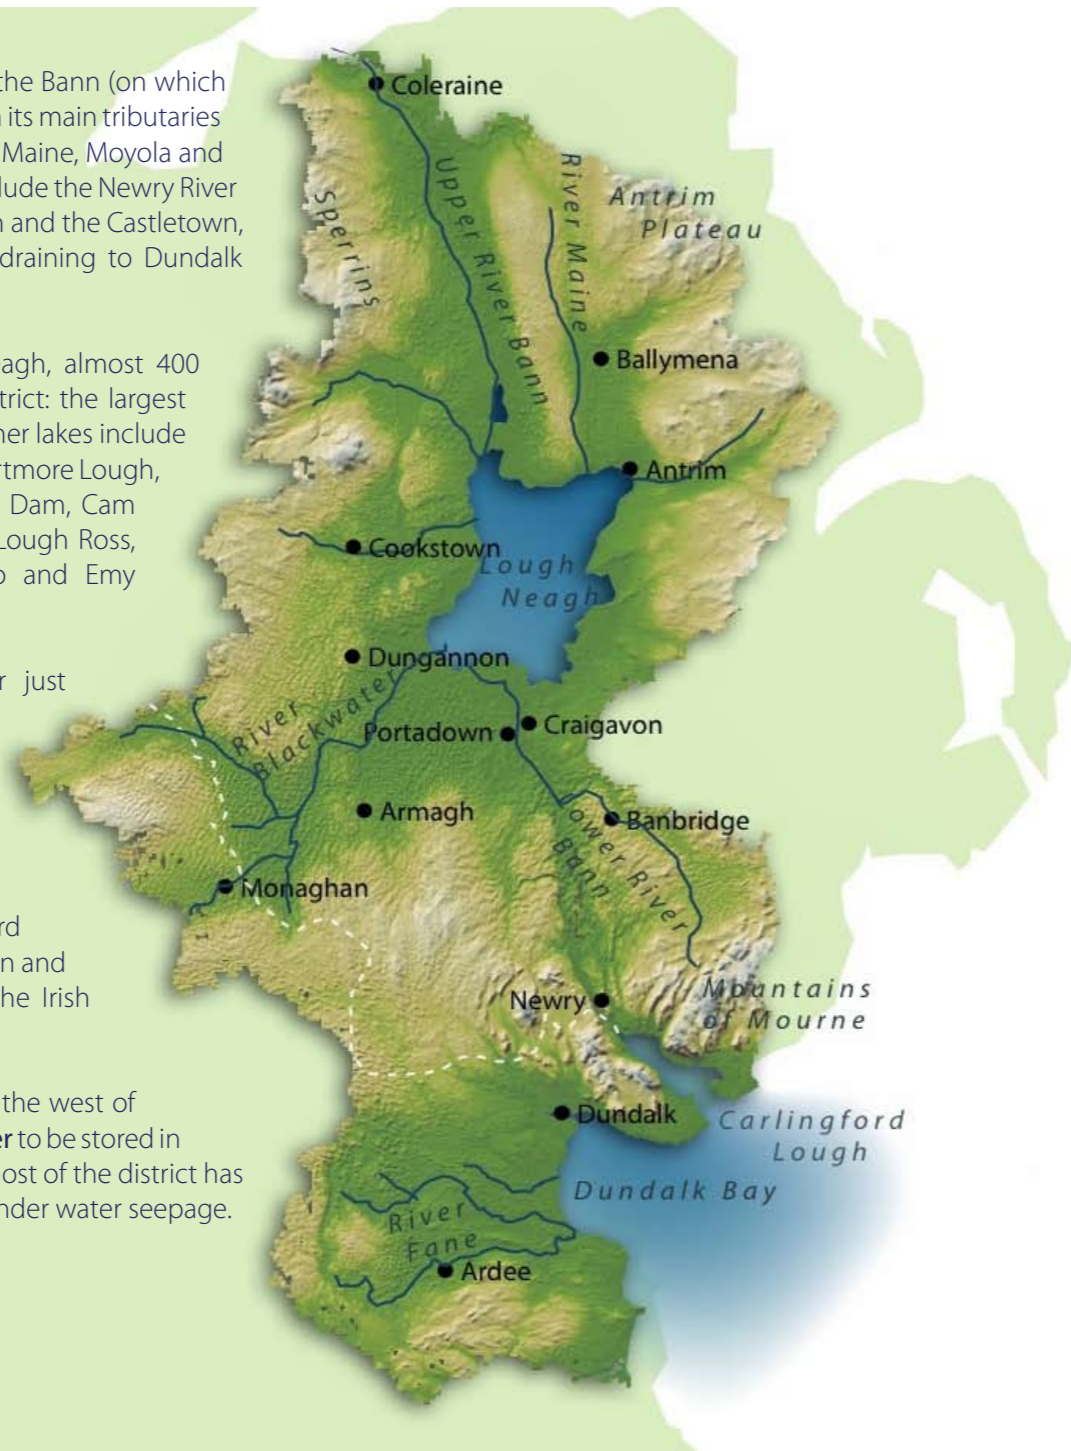 the Bann (on which
its main tributaries
Maine, Moyola and
lude the Newry River
and the Castletown,
draining to Dundalk
eagh, almost 400
trict: the largest
her lakes include
rtmore Lough,
Dam, Cam
Lough Ross,
and Emy
r just
rd
n and
he Irish
the west of
er to be stored in
ost of the district has
nder water seepage.
Coleraine
Sperrins
Upper River Bann
River Maine
Antrim
Plateau
Ballymena
Antrim
Cookstown
Lough
Neagh
Dungannon
River
Blackwater
Portadown
Craigavon
Armagh
Banbridge
Lower River
Bann
Monaghan
Newry
Mountains
of Mourne
Dundalk
Carlingford
Lough
Dundalk Bay
River
Fane
Ardee